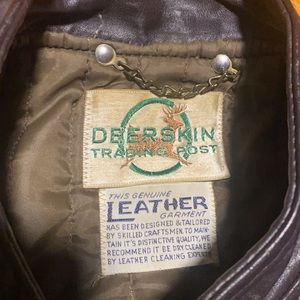 DEERSKIN
TRADING POST
THIS GENUINE
LEATHER
GARMENT
HAS BEEN DESIGNED & TAILORED
BY SKILLED CRAFTSMEN TO MAIN-
TAIN IT'S DISTINCTIVE QUALITY, WE
RECOMMEND IT BE DRY CLEANED
BY LEATHER CLEANING EXPERTS